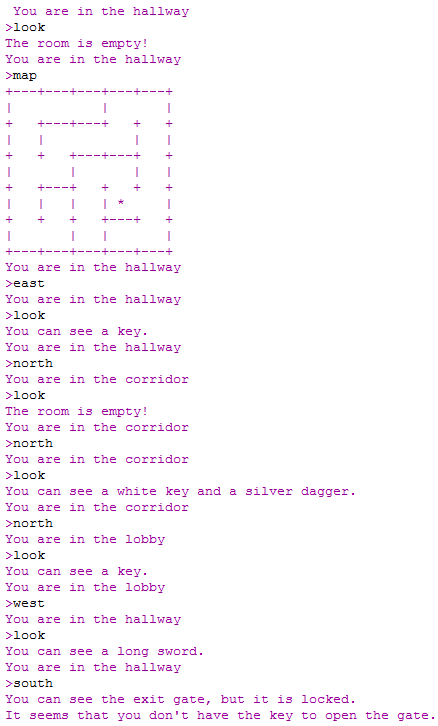 You are in the hallway
>look
The room is empty!
You are in the hallway
>map
+---+---+---+---+---+
|           |       |
+   +---+---+   +   +
|   |           |   |
+   +   +---+---+   +
|       |       |   |
+   +---+   +   +   +
|   |   |   | *     |
+   +   +   +---+   +
|       |   |       |
+---+---+---+---+---+
You are in the hallway
>east
You are in the hallway
>look
You can see a key.
You are in the hallway
>north
You are in the corridor
>look
The room is empty!
You are in the corridor
>north
You are in the corridor
>look
You can see a white key and a silver dagger.
You are in the corridor
>north
You are in the lobby
>look
You can see a key.
You are in the lobby
>west
You are in the hallway
>look
You can see a long sword.
You are in the hallway
>south
You can see the exit gate, but it is locked.
It seems that you don't have the key to open the gate.